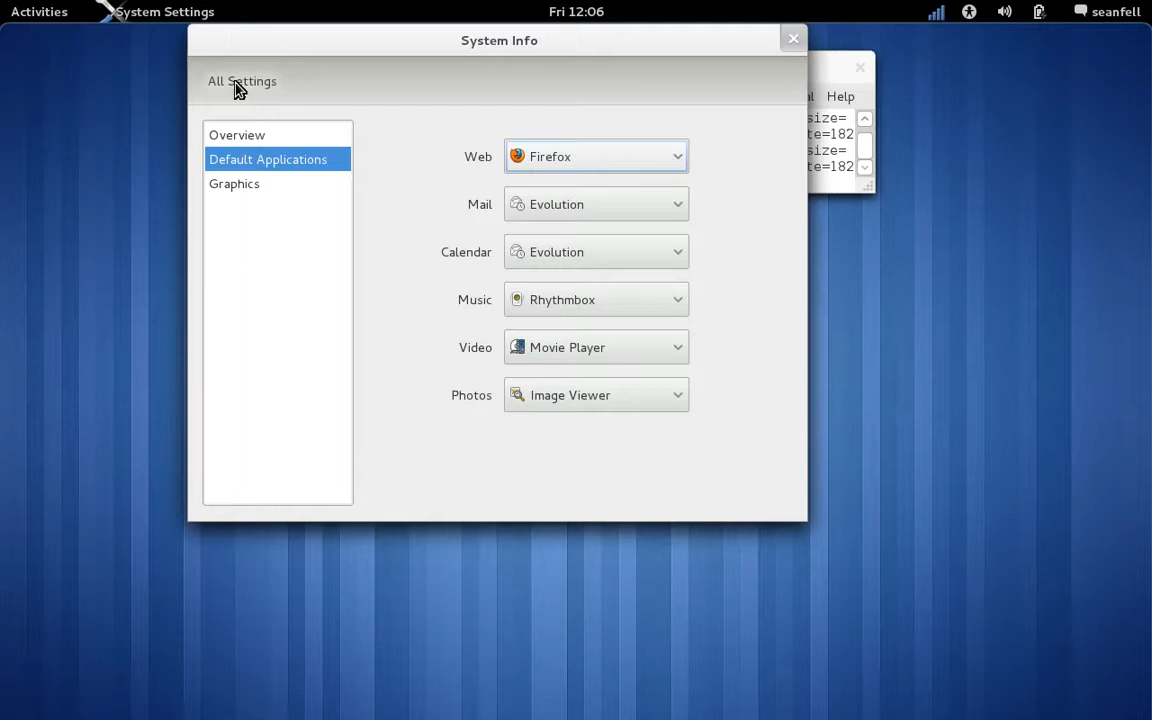 Activities System Settings Fri 12:06 seanfell
System Info
All Settings
Overview
Default Applications
Graphics
Web Firefox
Mail Evolution
Calendar Evolution
Music Rhythmbox
Video Movie Player
Photos Image Viewer
Help
size=
te=182
size=
te=182